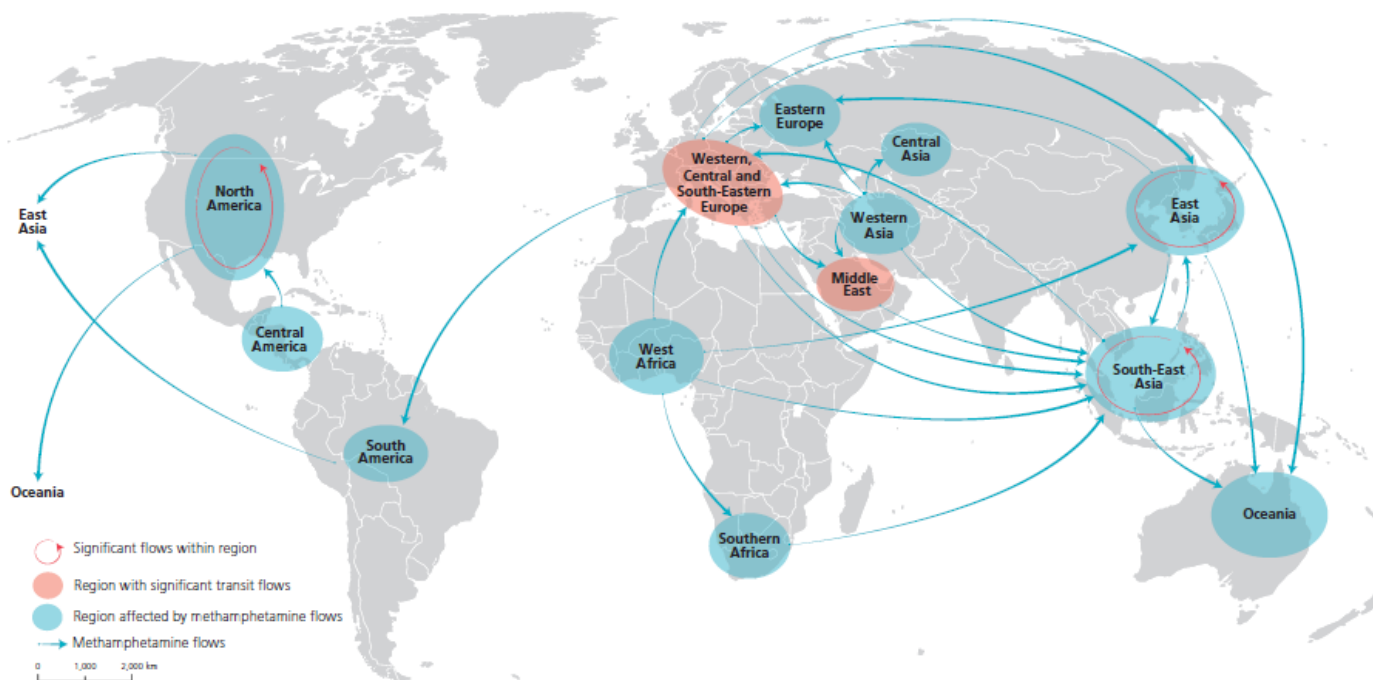 North
America
East
Asia
Central
America
South
America
Oceania
Eastern
Europe
Central
Asia
Western,
Central and
South-Eastern
Europe
Western
Asia
Middle
East
East
Asia
West
Africa
South-East
Asia
Southern
Africa
Oceania
Significant flows within region
Region with significant transit flows
Region affected by methamphetamine flows
Methamphetamine flows
0 1,000 2,000 km